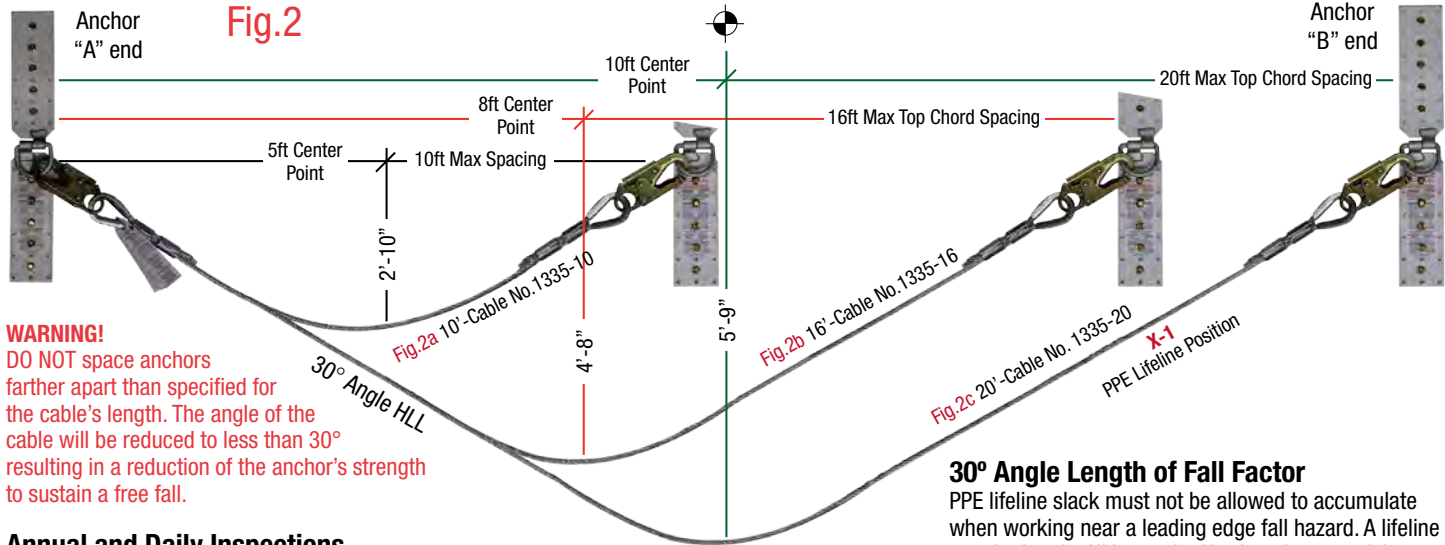 Fig.2
Anchor
“A” end
Anchor
“B” end
10ft Center
Point
20ft Max Top Chord Spacing
8ft Center
Point
16ft Max Top Chord Spacing
5ft Center
Point
10ft Max Spacing
2’-10”
4’-8”
5’-9”
Fig.2a 10’-Cable No.1335-10
Fig.2b 16’-Cable No.1335-16
Fig.2c 20’-Cable No. 1335-20
X-1
PPE Lifeline Position
30° Angle HLL
WARNING!
DO NOT space anchors
farther apart than specified for
the cable’s length. The angle of the
cable will be reduced to less than 30°
resulting in a reduction of the anchor’s strength
to sustain a free fall.
30º Angle Length of Fall Factor
PPE lifeline slack must not be allowed to accumulate
when working near a leading edge fall hazard. A lifeline
Annual and Daily Inspections